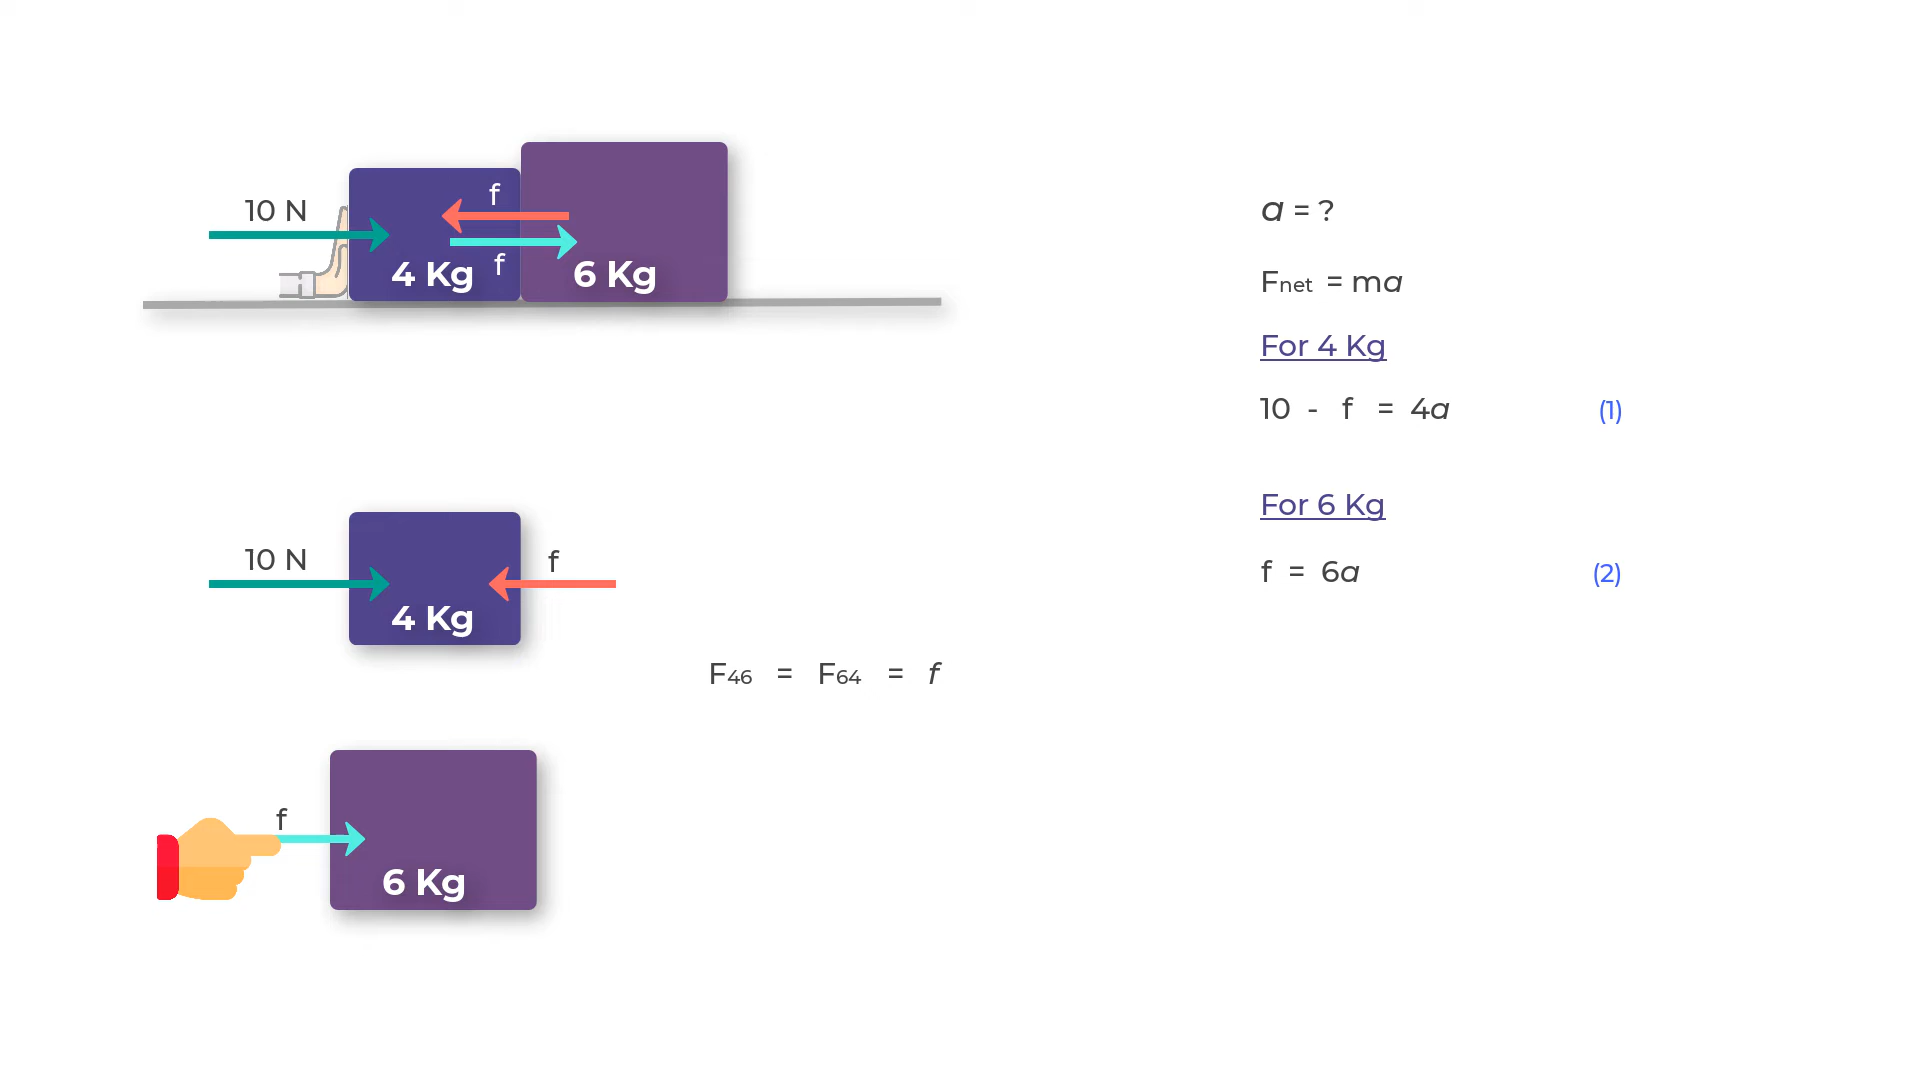 10 N
f
f
4 Kg
6 Kg
a = ?
Fnet = ma
For 4 Kg
10 - f = 4a (1)
For 6 Kg
f = 6a (2)
10 N
f
4 Kg
F46 = F64 = f
f
6 Kg